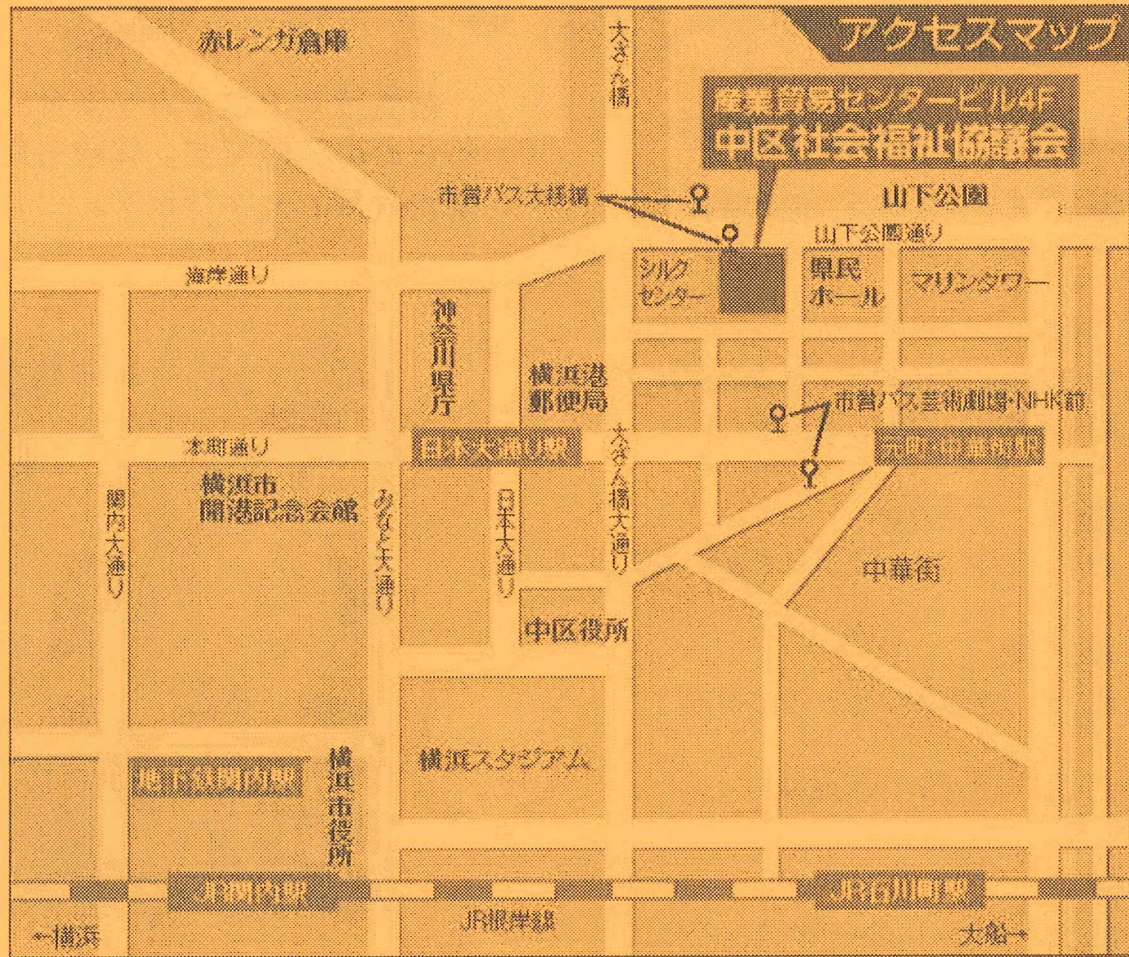 アクセスマップ
赤レンガ倉庫
大さん橋
産業貿易センタービル4F
中区社会福祉協議会
市営バス大桟橋
山下公園
山下公園通り
海岸通り
シルク
センター
県民
ホール
マリンタワー
神奈川県庁
横浜港
郵便局
市営バス芸術劇場・NHK前
本町通り
日本大通り駅
元町・中華街駅
横浜市
開港記念会館
関内大通り
みなと大通り
日本大通り
大さん橋大通り
中華街
中区役所
横浜スタジアム
地下鉄関内駅
横浜市役所
JR関内駅
JR石川町駅
JR根岸線
←横浜
大船→